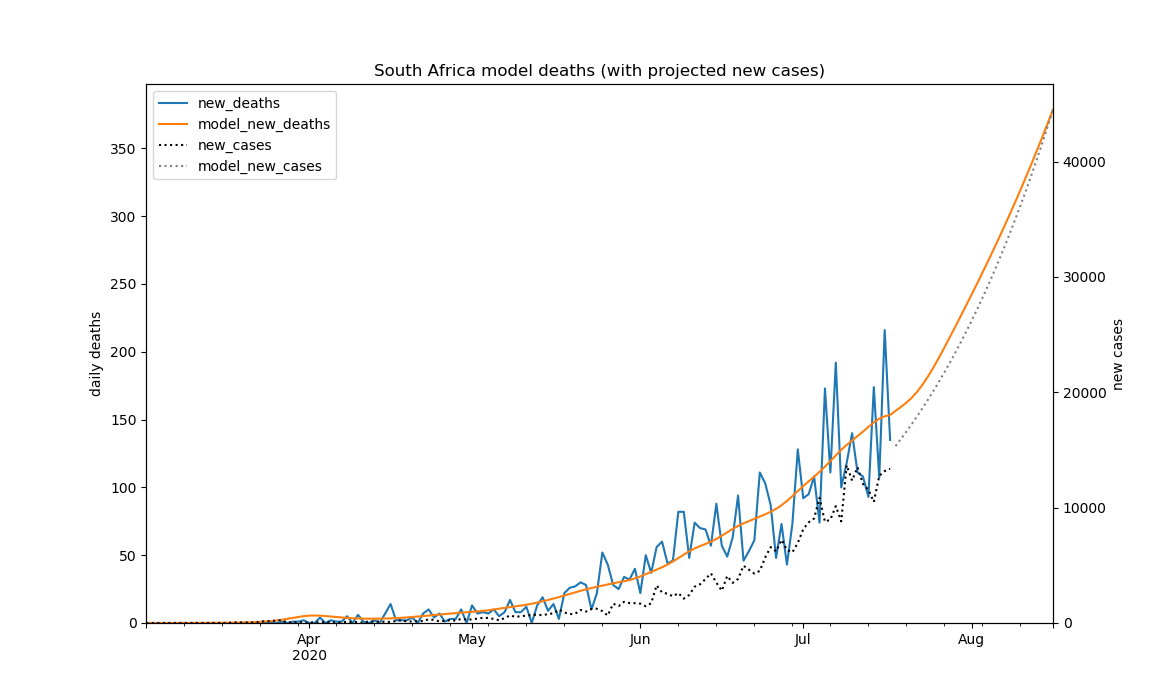 South Africa model deaths (with projected new cases)
new_deaths
model_new_deaths
new_cases
model_new_cases
daily deaths
350
300
250
200
150
100
50
0
new cases
40000
30000
20000
10000
0
Apr
2020
May
Jun
Jul
Aug